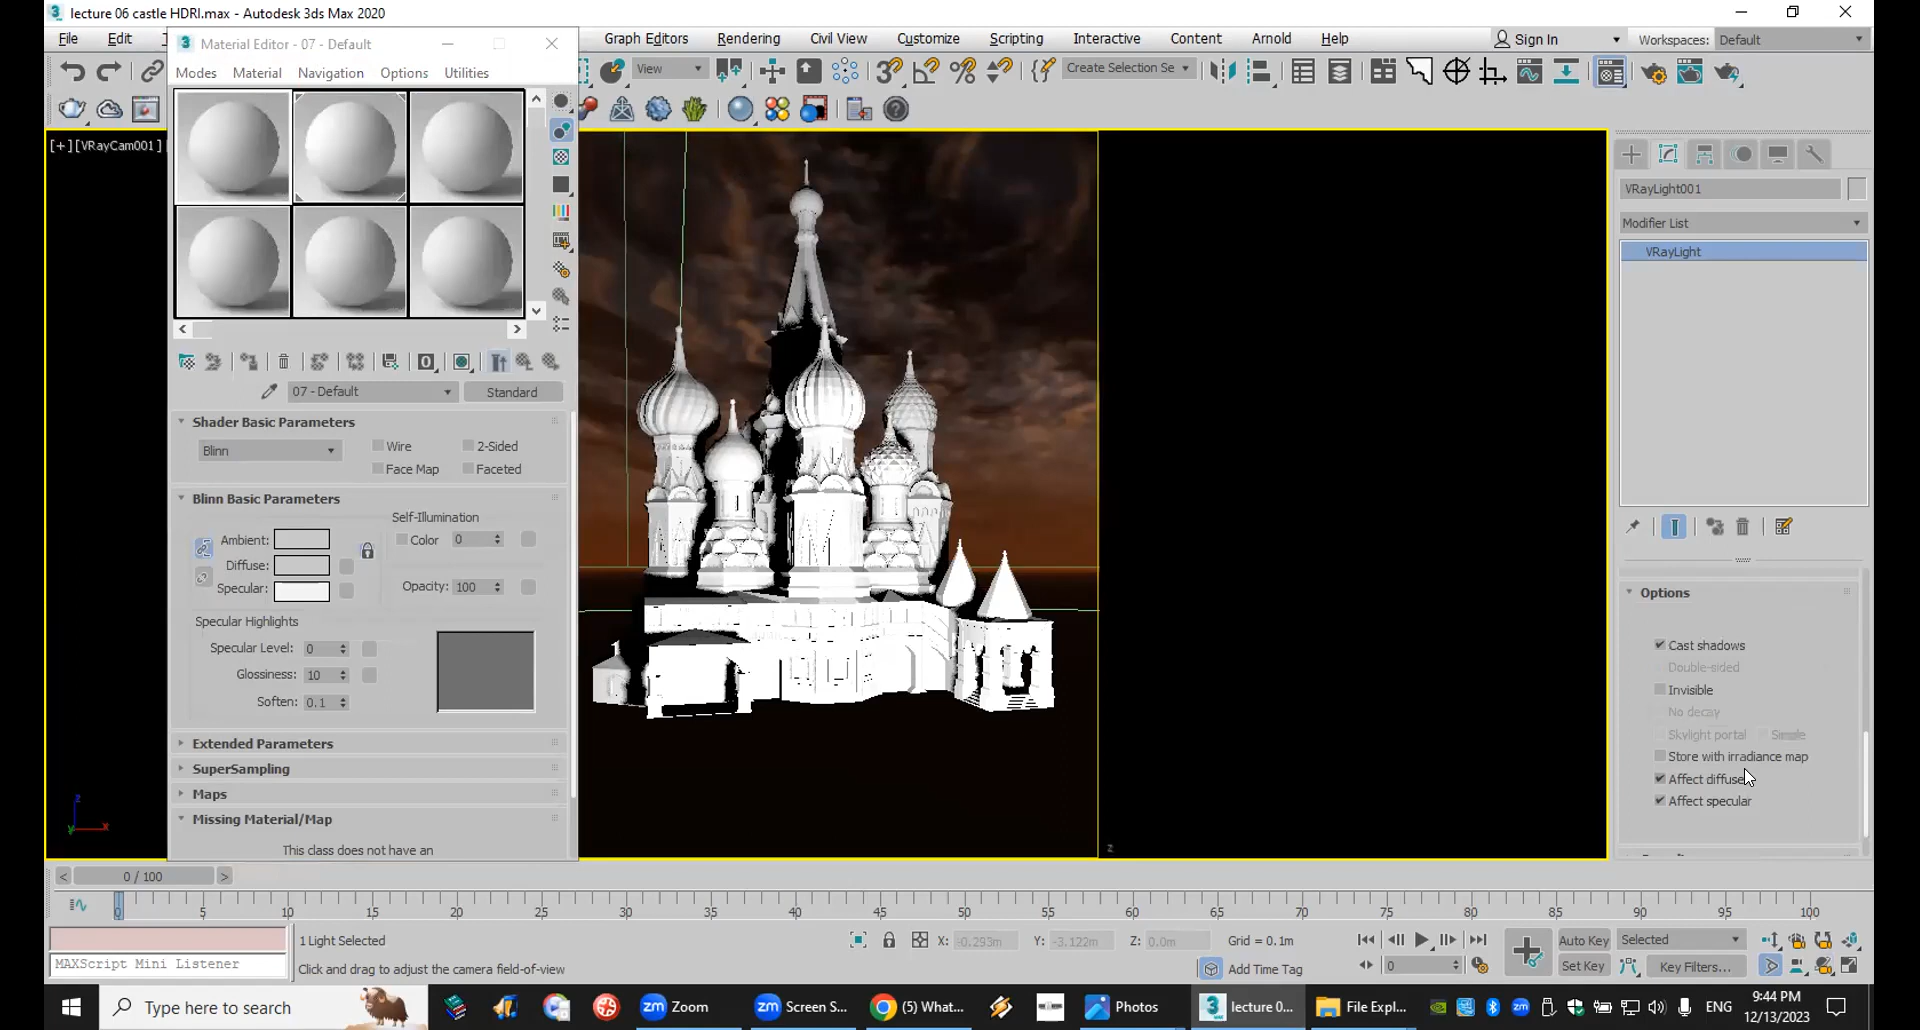 lecture 06 castle HDRI.max - Autodesk 3ds Max 2020
File
Edit
Graph Editors
Rendering
Civil View
Customize
Scripting
Interactive
Content
Arnold
Help
Sign In
Workspaces:
Default
View
Create Selection Se
Material Editor - 07 - Default
Modes
Material
Navigation
Options
Utilities
07 - Default
Standard
Shader Basic Parameters
Blinn
Wire
2-Sided
Face Map
Faceted
Blinn Basic Parameters
Self-Illumination
Ambient:
Color
0
Diffuse:
Specular:
Opacity:
100
Specular Highlights
Specular Level:
0
Glossiness:
10
Soften:
0.1
Extended Parameters
SuperSampling
Maps
Missing Material/Map
This class does not have an
[+][VRayCam001]
z
x
y
z
VRayLight001
Modifier List
VRayLight
Options
Cast shadows
Double-sided
Invisible
No decay
Skylight portal
Simple
Store with irradiance map
Affect diffuse
Affect specular
<
0 / 100
>
0
5
10
15
20
25
30
35
40
45
50
55
60
65
70
75
80
85
90
95
100
1 Light Selected
X:
-0.293m
Y:
-3.122m
Z:
0.0m
Grid = 0.1m
Auto Key
Selected
MAXScript Mini Listener
Click and drag to adjust the camera field-of-view
Add Time Tag
0
Set Key
Key Filters...
Type here to search
Zoom
Screen S...
(5) What...
Photos
lecture 0...
File Expl...
ENG
9:44 PM
12/13/2023